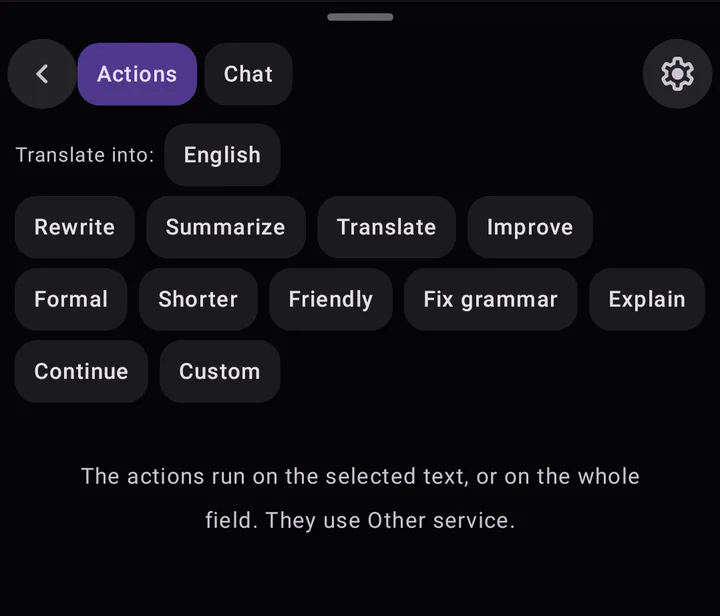 Actions Chat
Translate into: English
Rewrite Summarize Translate Improve
Formal Shorter Friendly Fix grammar Explain
Continue Custom
The actions run on the selected text, or on the whole
field. They use Other service.